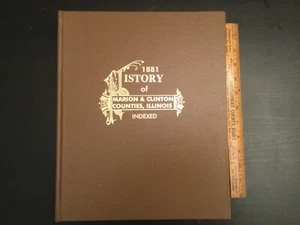 1881
HISTORY
of
MARION & CLINTON
COUNTIES, ILLINOIS
INDEXED